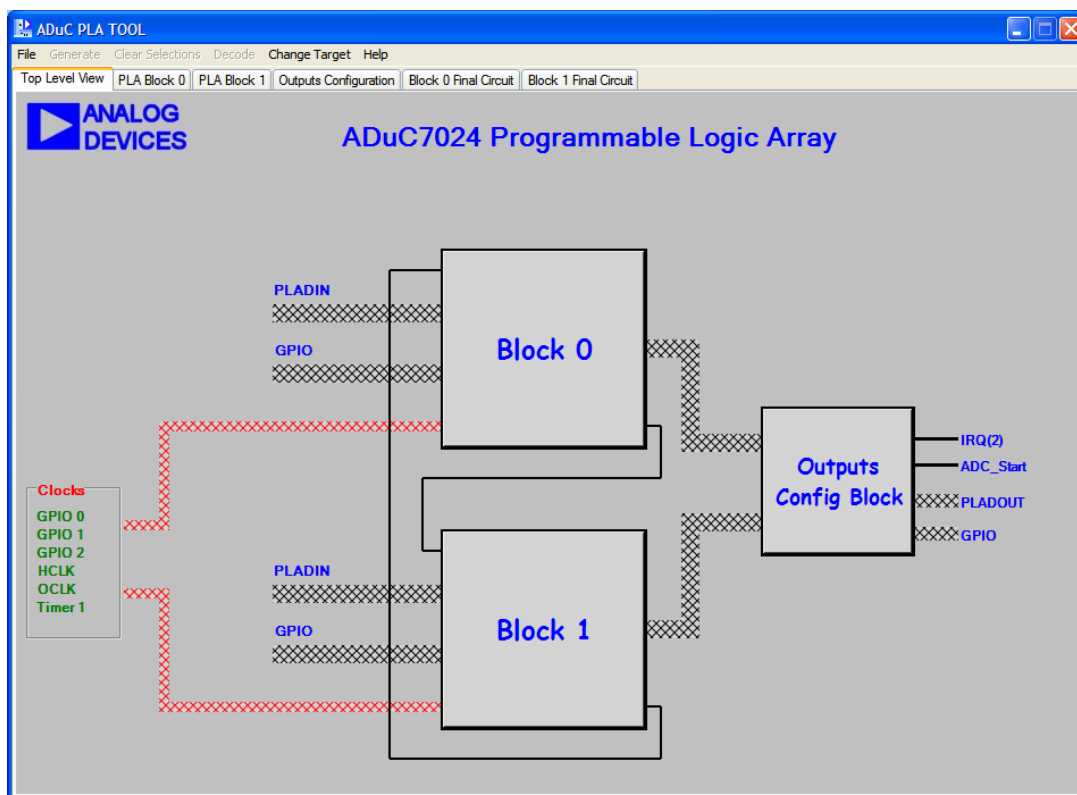 ADuC PLA TOOL
File Generate Clear Selections Decode Change Target Help
Top Level View PLA Block 0 PLA Block 1 Outputs Configuration Block 0 Final Circuit Block 1 Final Circuit
ANALOG
DEVICES
ADuC7024 Programmable Logic Array
PLADIN
GPIO
Block 0
Clocks
GPIO 0
GPIO 1
GPIO 2
HCLK
OCLK
Timer 1
PLADIN
GPIO
Block 1
Outputs
Config Block
IRQ(2)
ADC_Start
PLADOUT
GPIO